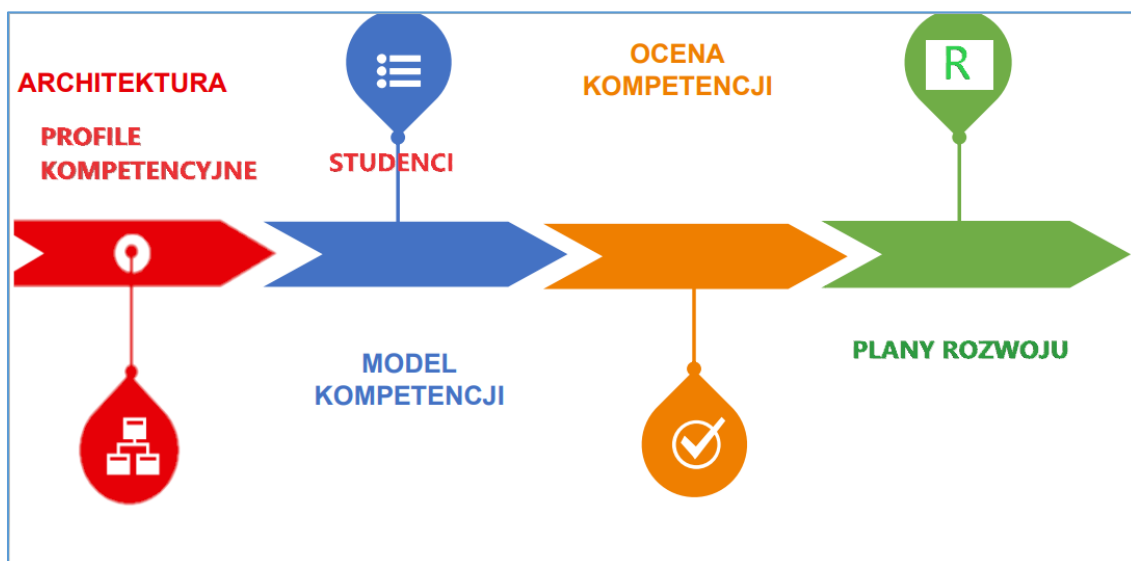 ARCHITEKTURA
PROFILE
KOMPETENCYJNE
STUDENCI
MODEL
KOMPETENCJI
OCENA
KOMPETENCJI
R
PLANY ROZWOJU